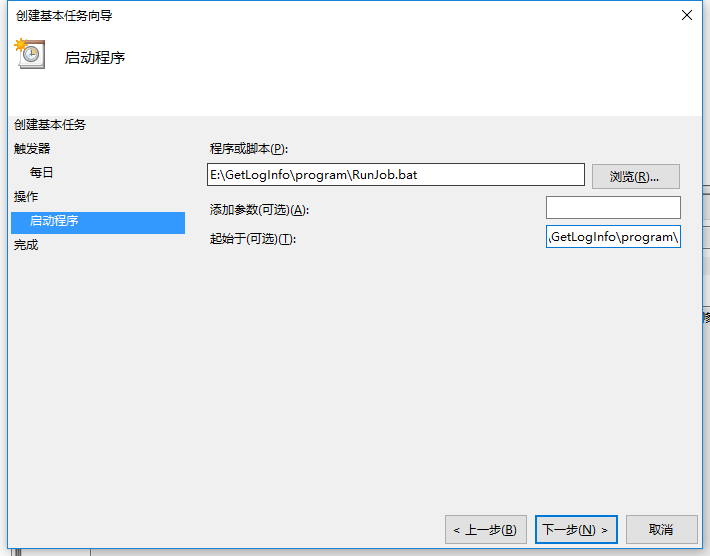 创建基本任务向导
启动程序
创建基本任务
触发器
每日
操作
启动程序
完成
程序或脚本(P):
E:\GetLogInfo\program\RunJob.bat
浏览(R)...
添加参数(可选)(A):
起始于(可选)(T):
\GetLogInfo\program\
< 上一步(B)
下一步(N) >
取消